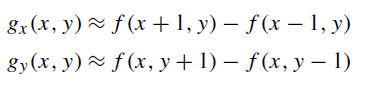 gx(x, y) ≈ f(x + 1, y) − f(x − 1, y)
gy(x, y) ≈ f(x, y + 1) − f(x, y − 1)